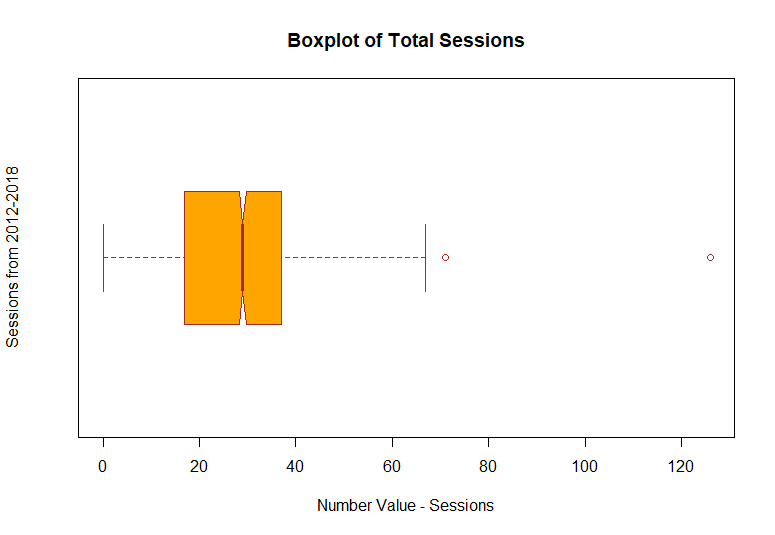 Boxplot of Total Sessions
Sessions from 2012-2018
0 20 40 60 80 100 120
Number Value - Sessions